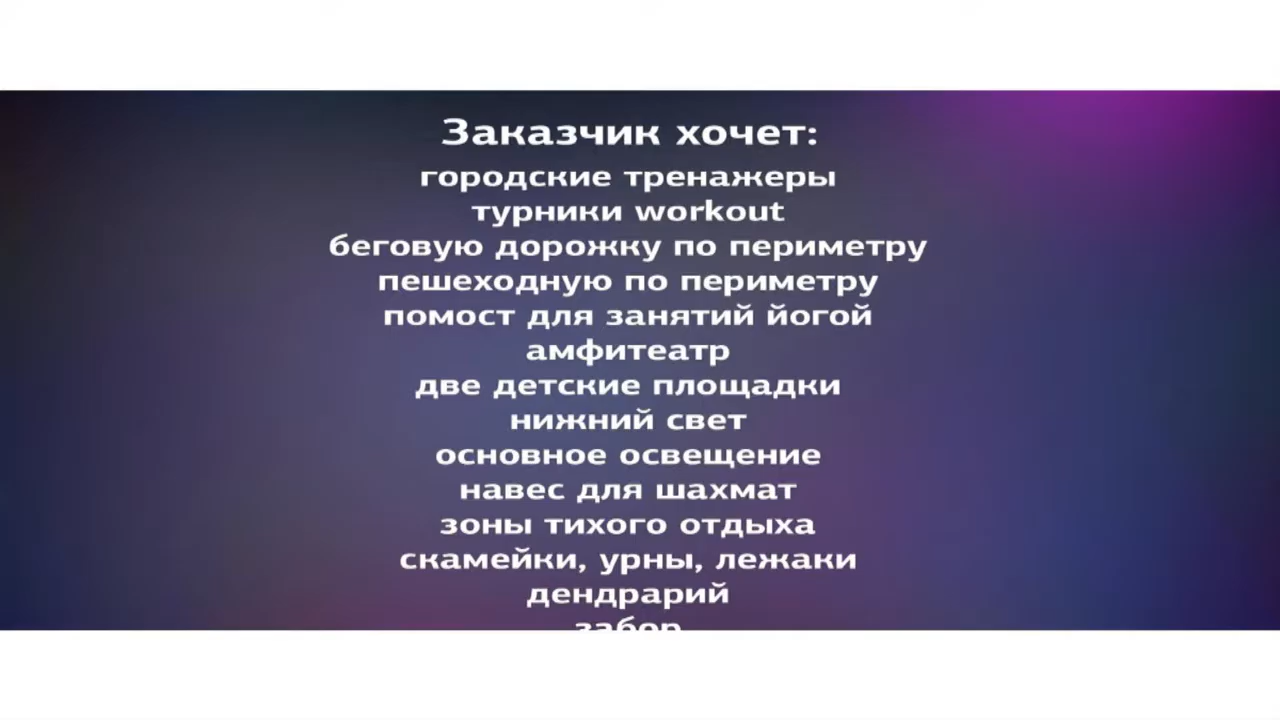 Заказчик хочет:
городские тренажеры
турники workout
беговую дорожку по периметру
пешеходную по периметру
помост для занятий йогой
амфитеатр
две детские площадки
нижний свет
основное освещение
навес для шахмат
зоны тихого отдыха
скамейки, урны, лежаки
дендрарий
забор